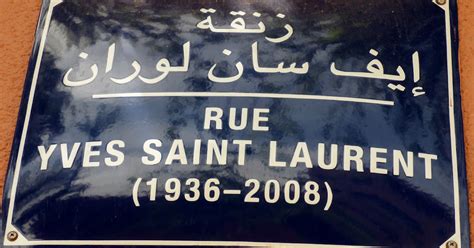 زنقة
إيف سان لوران
RUE
YVES SAINT LAURENT
(1936–2008)